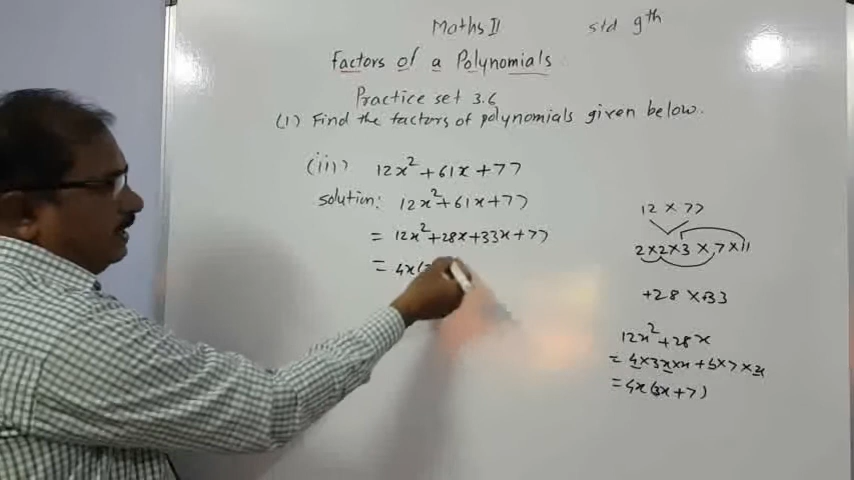 Maths II std 9th
Factors of a Polynomials
Practice set 3.6
(1) Find the factors of polynomials given below.
(ii) 12x² + 61x + 77
Solution: 12x² + 61x + 77
= 12x² + 28x + 33x + 77
= 4x(
12 × 77
2×2×3×7×11
+28 × +33
12x² + 28x
= 4×3×x×x + 4×7×x
= 4x(3x + 7)